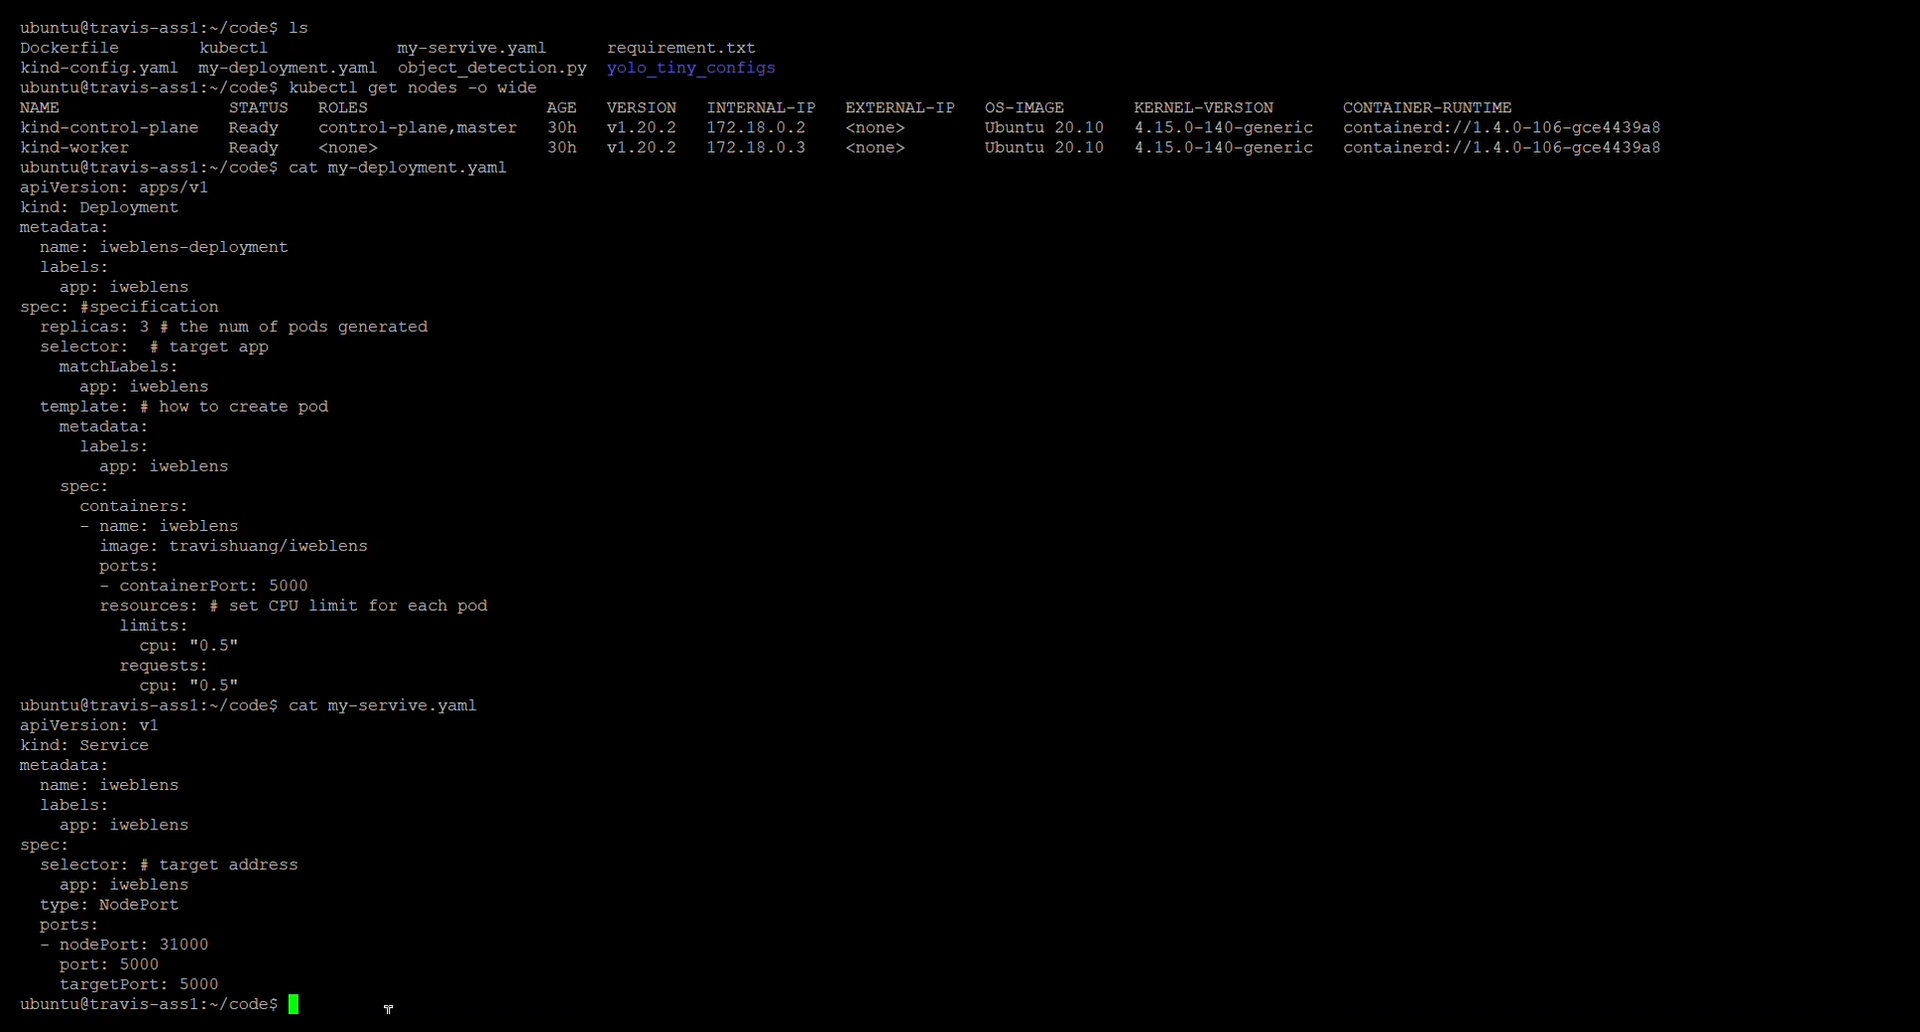 ubuntu@travis-ass1:~/code$ ls
Dockerfile        kubectl             my-servive.yaml      requirement.txt
kind-config.yaml  my-deployment.yaml  object_detection.py  yolo_tiny_configs
ubuntu@travis-ass1:~/code$ kubectl get nodes -o wide
NAME                 STATUS   ROLES                  AGE   VERSION   INTERNAL-IP   EXTERNAL-IP   OS-IMAGE       KERNEL-VERSION      CONTAINER-RUNTIME
kind-control-plane   Ready    control-plane,master   30h   v1.20.2   172.18.0.2    <none>        Ubuntu 20.10   4.15.0-140-generic   containerd://1.4.0-106-gce4439a8
kind-worker          Ready    <none>                 30h   v1.20.2   172.18.0.3    <none>        Ubuntu 20.10   4.15.0-140-generic   containerd://1.4.0-106-gce4439a8
ubuntu@travis-ass1:~/code$ cat my-deployment.yaml
apiVersion: apps/v1
kind: Deployment
metadata:
  name: iweblens-deployment
  labels:
    app: iweblens
spec: #specification
  replicas: 3 # the num of pods generated
  selector:  # target app
    matchLabels:
      app: iweblens
  template: # how to create pod
    metadata:
      labels:
        app: iweblens
    spec:
      containers:
      - name: iweblens
        image: travishuang/iweblens
        ports:
        - containerPort: 5000
        resources: # set CPU limit for each pod
          limits:
            cpu: "0.5"
          requests:
            cpu: "0.5"
ubuntu@travis-ass1:~/code$ cat my-servive.yaml
apiVersion: v1
kind: Service
metadata:
  name: iweblens
  labels:
    app: iweblens
spec:
  selector: # target address
    app: iweblens
  type: NodePort
  ports:
  - nodePort: 31000
    port: 5000
    targetPort: 5000
ubuntu@travis-ass1:~/code$